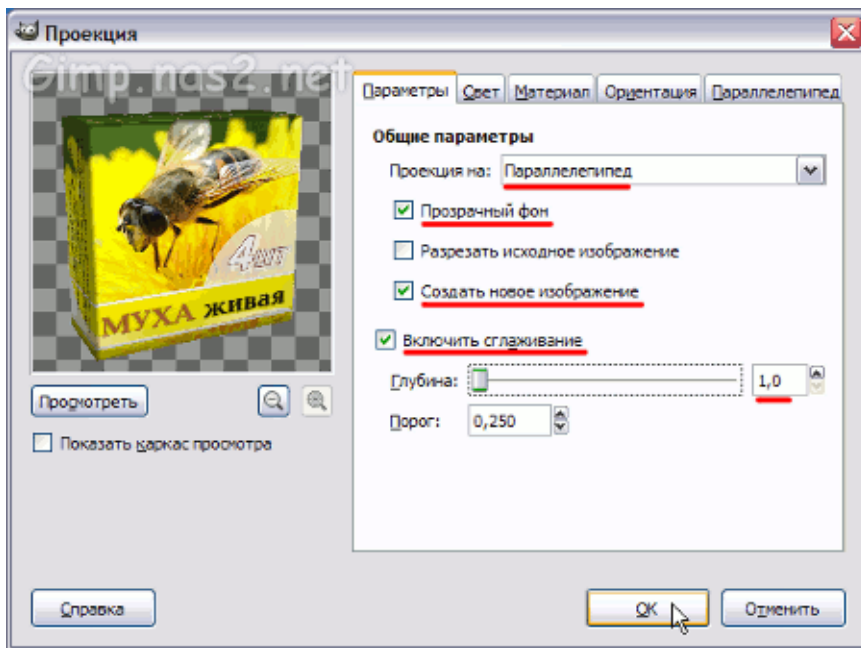 Проекция
Gimp.nas2.net
4шт
МУХА живая
Просмотреть
Показать каркас просмотра
Параметры Свет Материал Ориентация Параллелепипед
Общие параметры
Проекция на: Параллелепипед
Прозрачный фон
Разрезать исходное изображение
Создать новое изображение
Включить сглаживание
Глубина: 1,0
Порог: 0,250
Справка
OK
Отменить